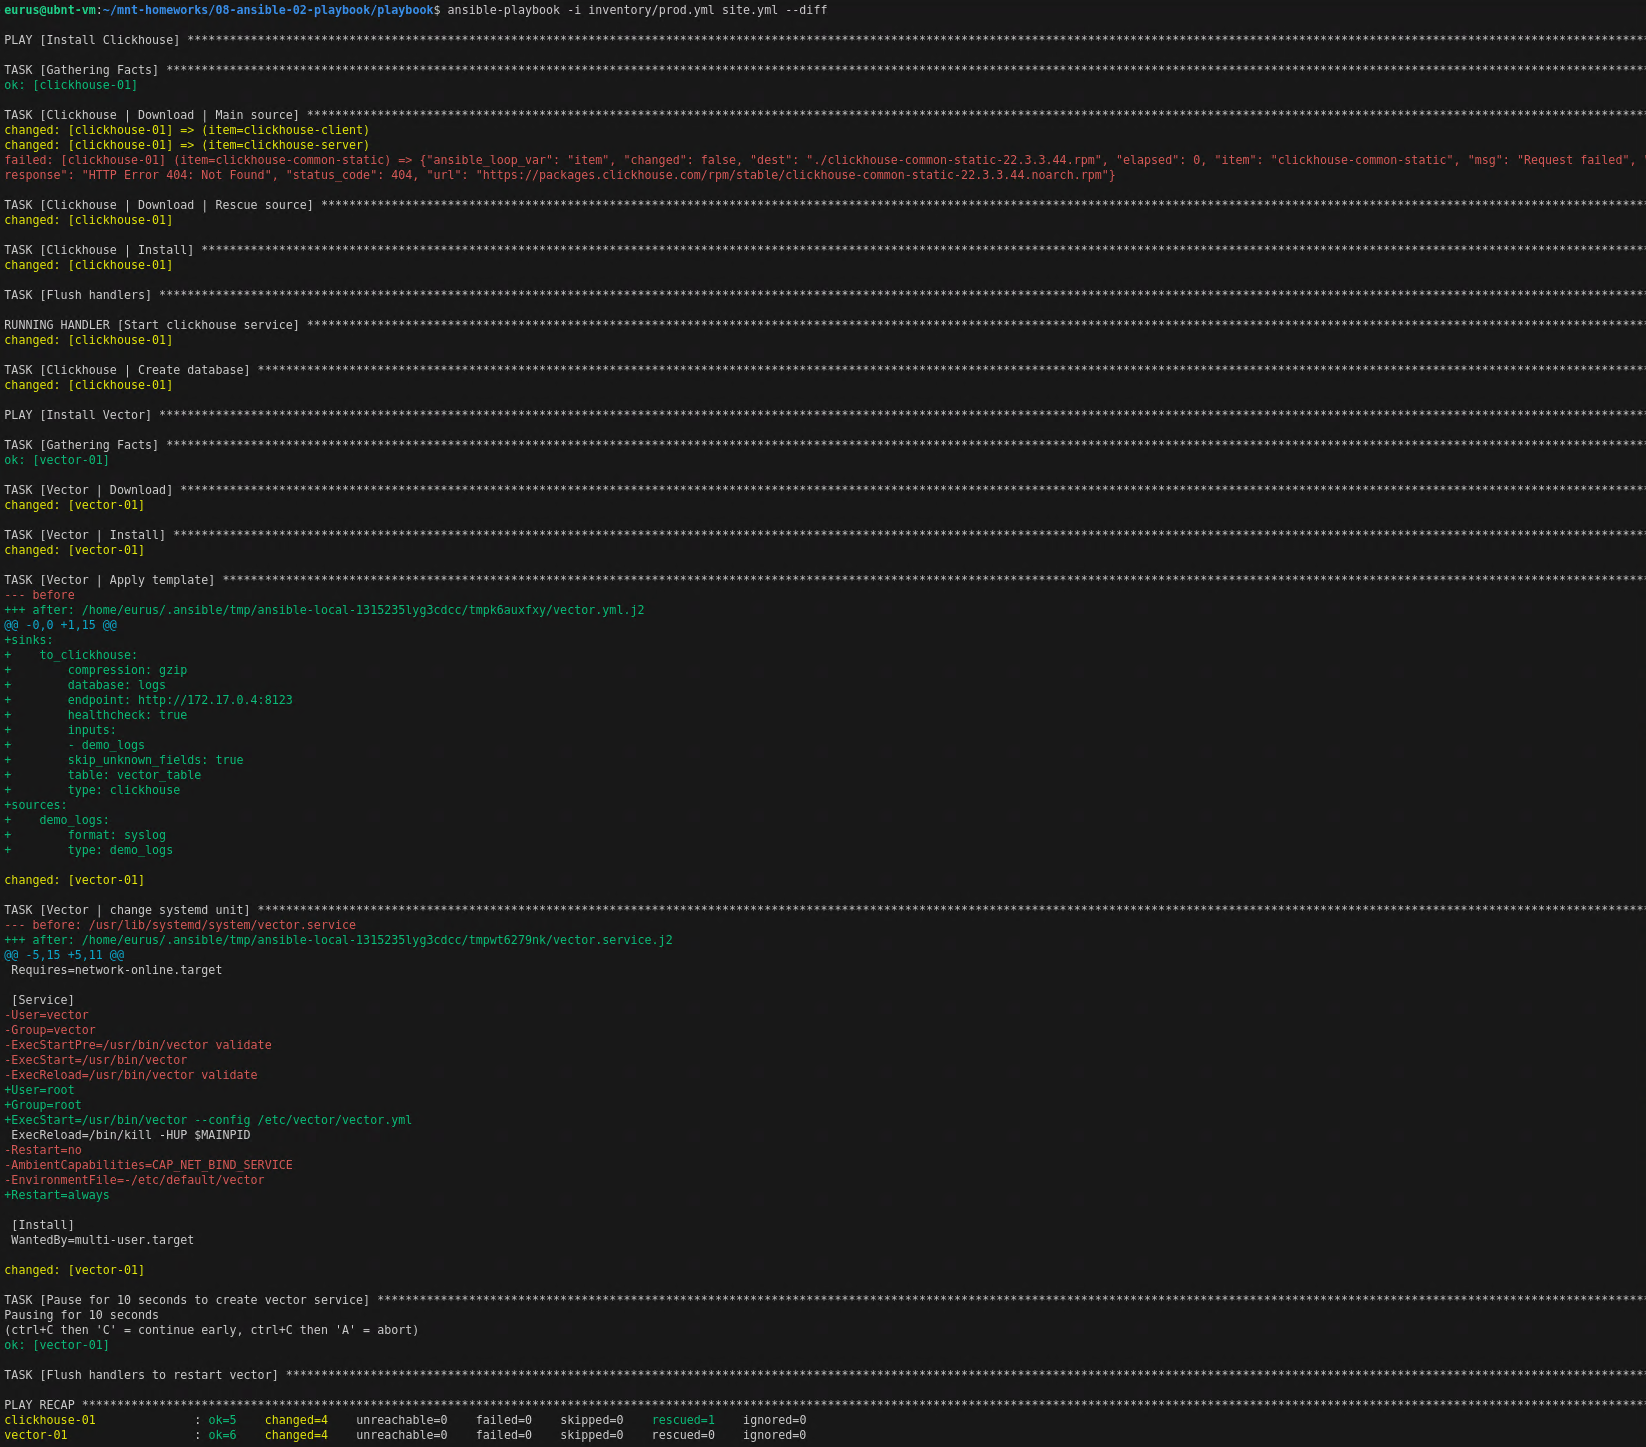 eurus@ubnt-vm:~/mnt-homeworks/08-ansible-02-playbook/playbook$ ansible-playbook -i inventory/prod.yml site.yml --diff
PLAY [Install Clickhouse] ****************************************************************
TASK [Gathering Facts] ****************************************************************
ok: [clickhouse-01]
TASK [Clickhouse | Download | Main source] ****************************************************************
changed: [clickhouse-01] => (item=clickhouse-client)
changed: [clickhouse-01] => (item=clickhouse-server)
failed: [clickhouse-01] (item=clickhouse-common-static) => {"ansible_loop_var": "item", "changed": false, "dest": "./clickhouse-common-static-22.3.3.44.rpm", "elapsed": 0, "item": "clickhouse-common-static", "msg": "Request failed", "
response": "HTTP Error 404: Not Found", "status_code": 404, "url": "https://packages.clickhouse.com/rpm/stable/clickhouse-common-static-22.3.3.44.noarch.rpm"}
TASK [Clickhouse | Download | Rescue source] ****************************************************************
changed: [clickhouse-01]
TASK [Clickhouse | Install] ****************************************************************
changed: [clickhouse-01]
TASK [Flush handlers] ****************************************************************
RUNNING HANDLER [Start clickhouse service] ****************************************************************
changed: [clickhouse-01]
TASK [Clickhouse | Create database] ****************************************************************
changed: [clickhouse-01]
PLAY [Install Vector] ****************************************************************
TASK [Gathering Facts] ****************************************************************
ok: [vector-01]
TASK [Vector | Download] ****************************************************************
changed: [vector-01]
TASK [Vector | Install] ****************************************************************
changed: [vector-01]
TASK [Vector | Apply template] ****************************************************************
--- before
+++ after: /home/eurus/.ansible/tmp/ansible-local-1315235lyg3cdcc/tmpk6auxfxy/vector.yml.j2
@@ -0,0 +1,15 @@
+sinks:
+    to_clickhouse:
+        compression: gzip
+        database: logs
+        endpoint: http://172.17.0.4:8123
+        healthcheck: true
+        inputs:
+        - demo_logs
+        skip_unknown_fields: true
+        table: vector_table
+        type: clickhouse
+sources:
+    demo_logs:
+        format: syslog
+        type: demo_logs
changed: [vector-01]
TASK [Vector | change systemd unit] ****************************************************************
--- before: /usr/lib/systemd/system/vector.service
+++ after: /home/eurus/.ansible/tmp/ansible-local-1315235lyg3cdcc/tmpwt6279nk/vector.service.j2
@@ -5,15 +5,11 @@
 Requires=network-online.target
 [Service]
-User=vector
-Group=vector
-ExecStartPre=/usr/bin/vector validate
-ExecStart=/usr/bin/vector
-ExecReload=/usr/bin/vector validate
+User=root
+Group=root
+ExecStart=/usr/bin/vector --config /etc/vector/vector.yml
 ExecReload=/bin/kill -HUP $MAINPID
-Restart=no
-AmbientCapabilities=CAP_NET_BIND_SERVICE
-EnvironmentFile=-/etc/default/vector
+Restart=always
 [Install]
 WantedBy=multi-user.target
changed: [vector-01]
TASK [Pause for 10 seconds to create vector service] ****************************************************************
Pausing for 10 seconds
(ctrl+C then 'C' = continue early, ctrl+C then 'A' = abort)
ok: [vector-01]
TASK [Flush handlers to restart vector] ****************************************************************
PLAY RECAP ****************************************************************
clickhouse-01              : ok=5    changed=4    unreachable=0    failed=0    skipped=0    rescued=1    ignored=0
vector-01                  : ok=6    changed=4    unreachable=0    failed=0    skipped=0    rescued=0    ignored=0